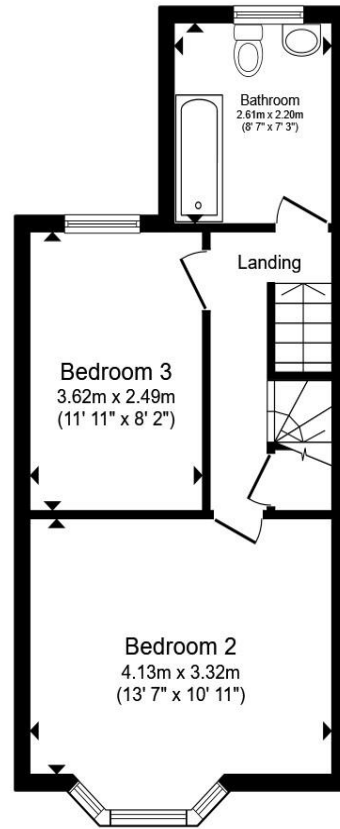 Bathroom
2.61m x 2.20m
(8' 7" x 7' 3")
Landing
Bedroom 3
3.62m x 2.49m
(11' 11" x 8' 2")
Bedroom 2
4.13m x 3.32m
(13' 7" x 10' 11")